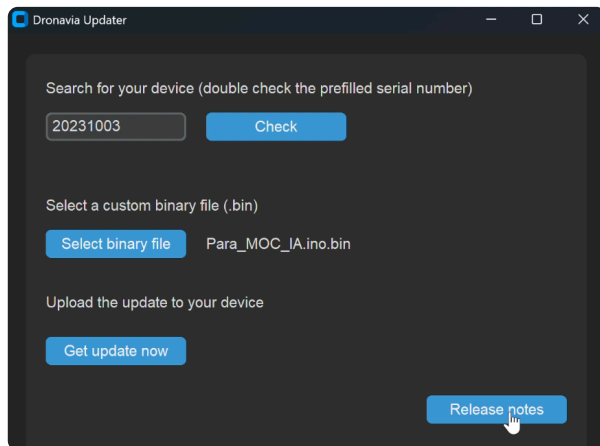 Dronavia Updater
Search for your device (double check the prefilled serial number)
20231003
Check
Select a custom binary file (.bin)
Select binary file
Para_MOC_IA.ino.bin
Upload the update to your device
Get update now
Release notes